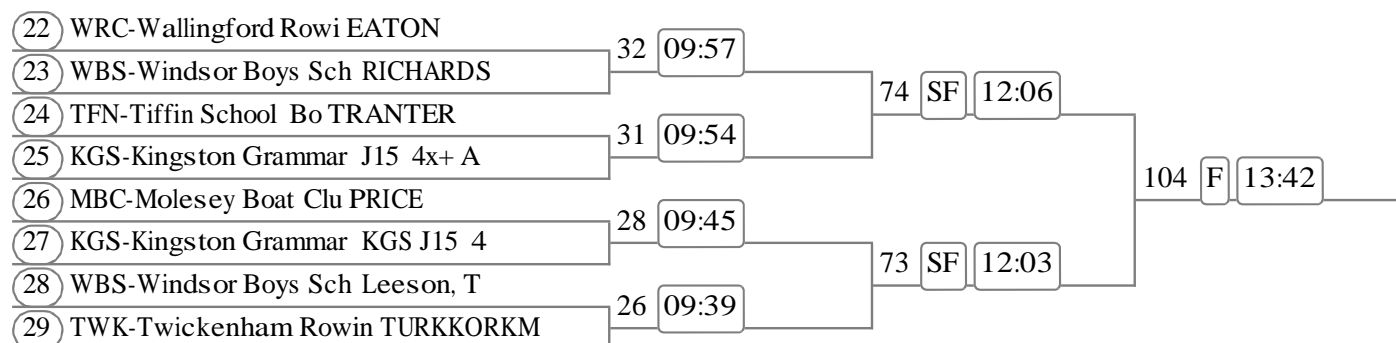 22 WRC-Wallingford Rowi EATON
32 09:57
23 WBS-Windsor Boys Sch RICHARDS
74 SF 12:06
24 TFN-Tiffin School Bo TRANTER
31 09:54
25 KGS-Kingston Grammar J15 4x+ A
104 F 13:42
26 MBC-Molesey Boat Clu PRICE
28 09:45
27 KGS-Kingston Grammar KGS J15 4
73 SF 12:03
28 WBS-Windsor Boys Sch Leeson, T
26 09:39
29 TWK-Twickenham Rowin TURKKORKM